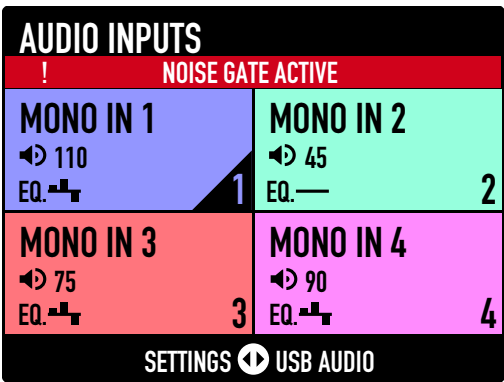 AUDIO INPUTS
! NOISE GATE ACTIVE
MONO IN 1
110
EQ.
1
MONO IN 2
45
EQ.
2
MONO IN 3
75
EQ.
3
MONO IN 4
90
EQ.
4
SETTINGS USB AUDIO